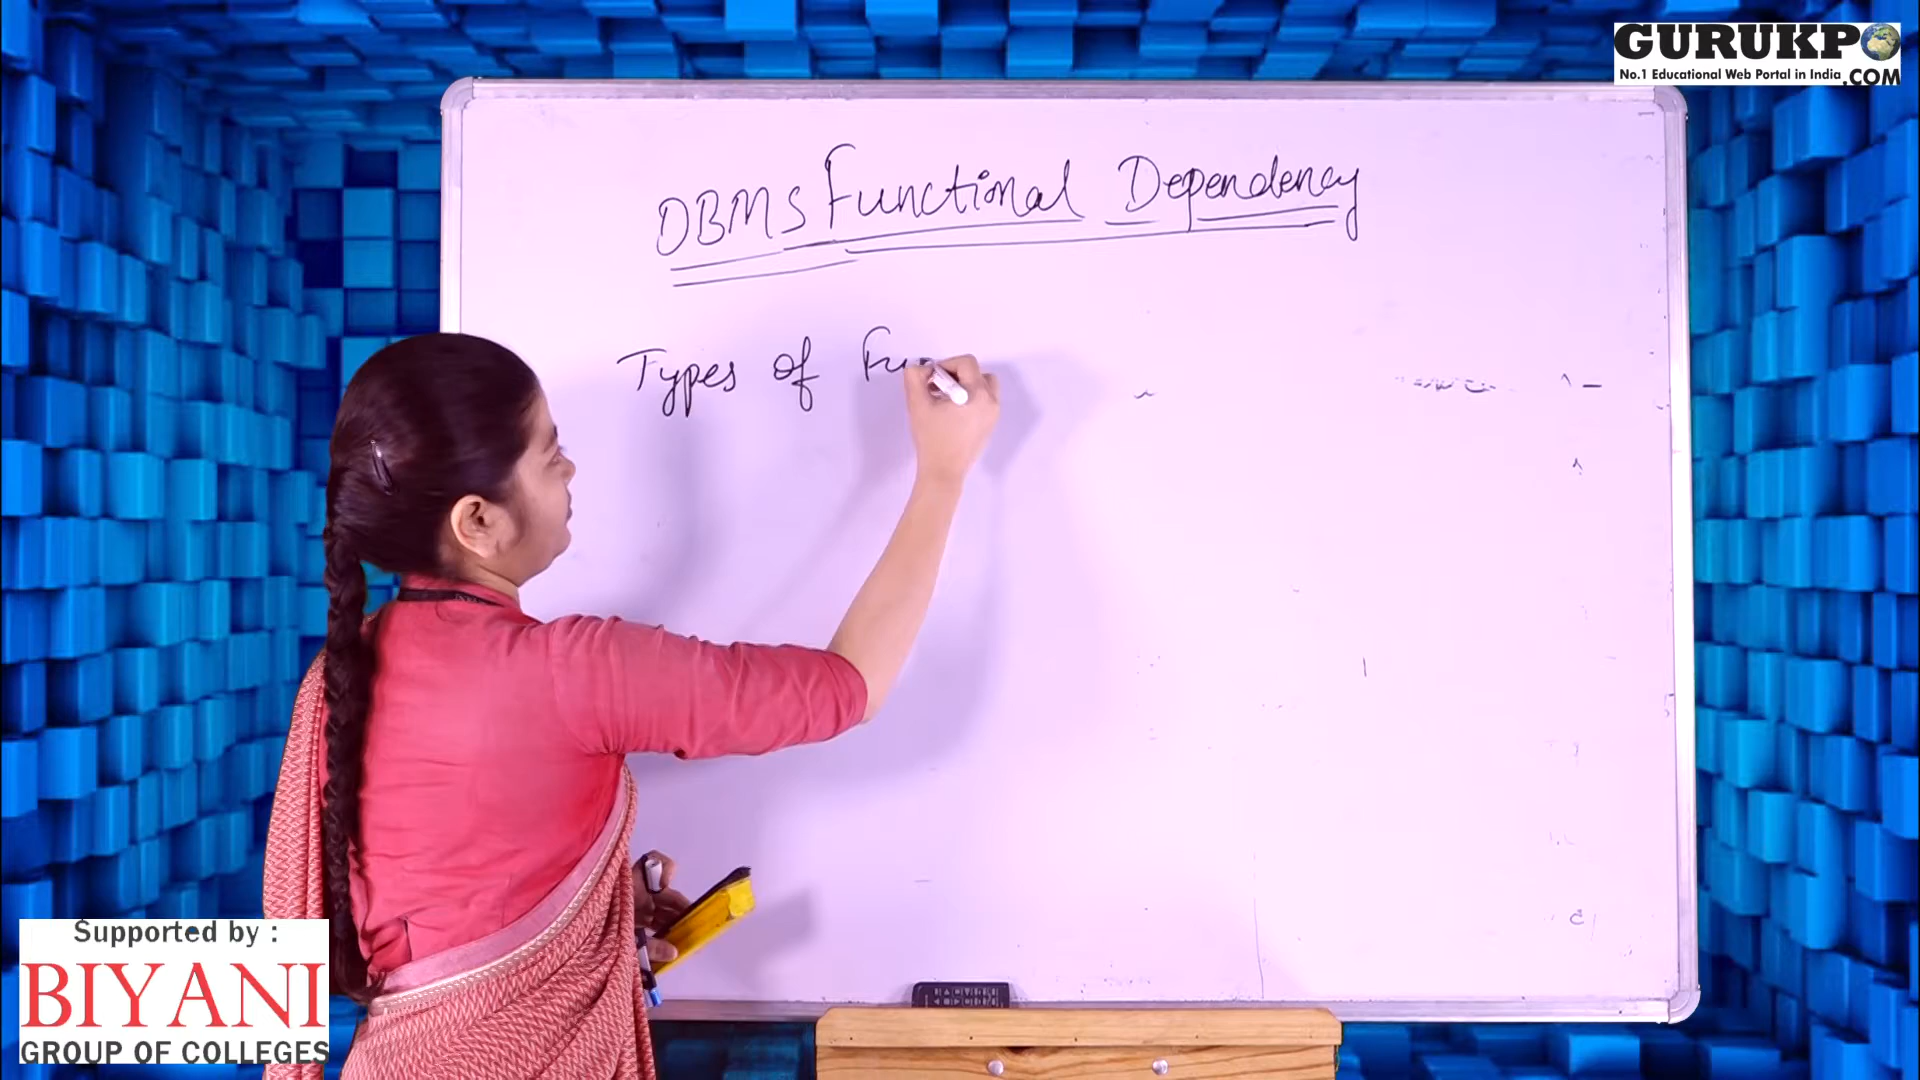 GURUKPO
No.1 Educational Web Portal in India .COM
DBMS Functional Dependency
Types of Fun
Supported by :
BIYANI
GROUP OF COLLEGES